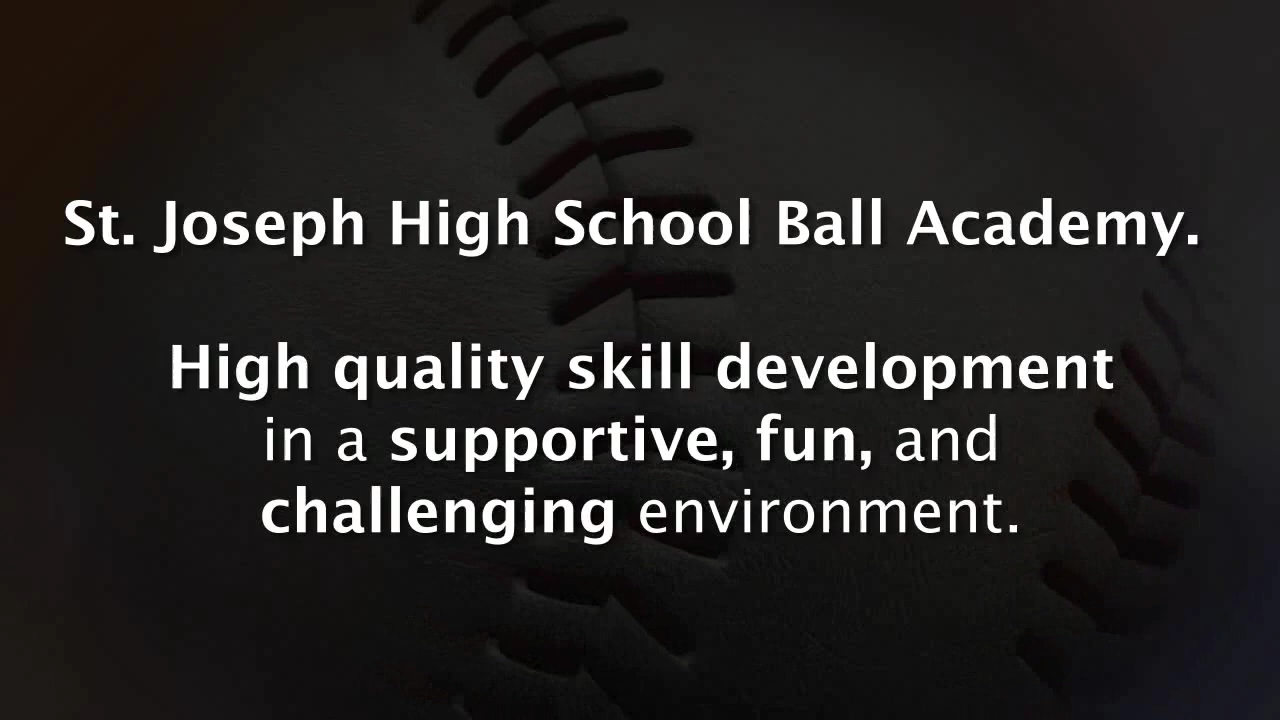 St. Joseph High School Ball Academy.
High quality skill development
in a supportive, fun, and
challenging environment.